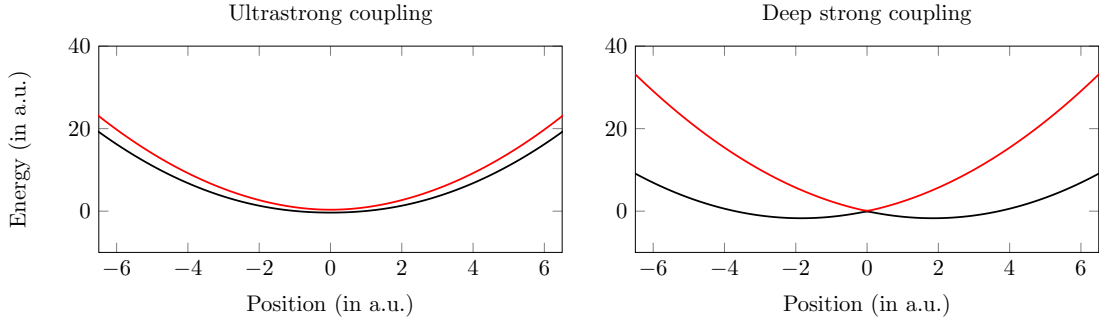 Ultrastrong coupling
40
20
0
−6 −4 −2 0 2 4 6
Energy (in a.u.)
Position (in a.u.)
Deep strong coupling
40
20
0
−6 −4 −2 0 2 4 6
Position (in a.u.)